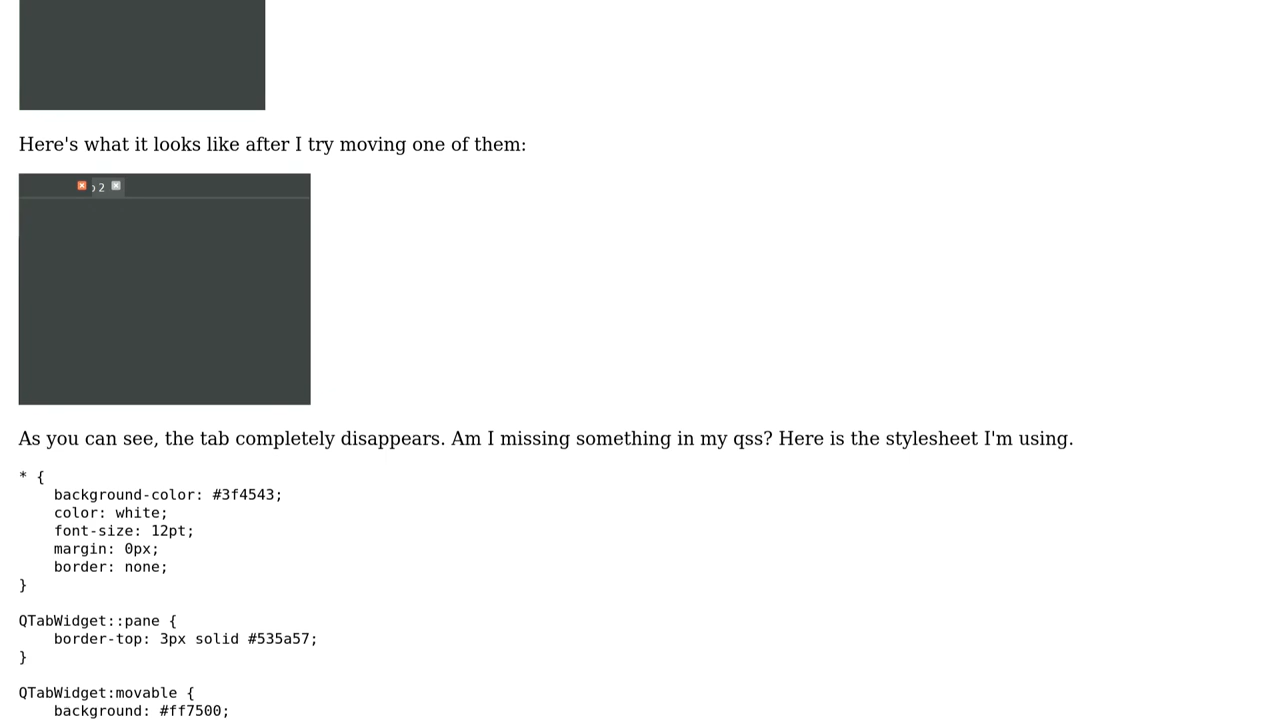 Here's what it looks like after I try moving one of them:
2
As you can see, the tab completely disappears. Am I missing something in my qss? Here is the stylesheet I'm using.
* {
    background-color: #3f4543;
    color: white;
    font-size: 12pt;
    margin: 0px;
    border: none;
}
QTabWidget::pane {
    border-top: 3px solid #535a57;
}
QTabWidget:movable {
    background: #ff7500;